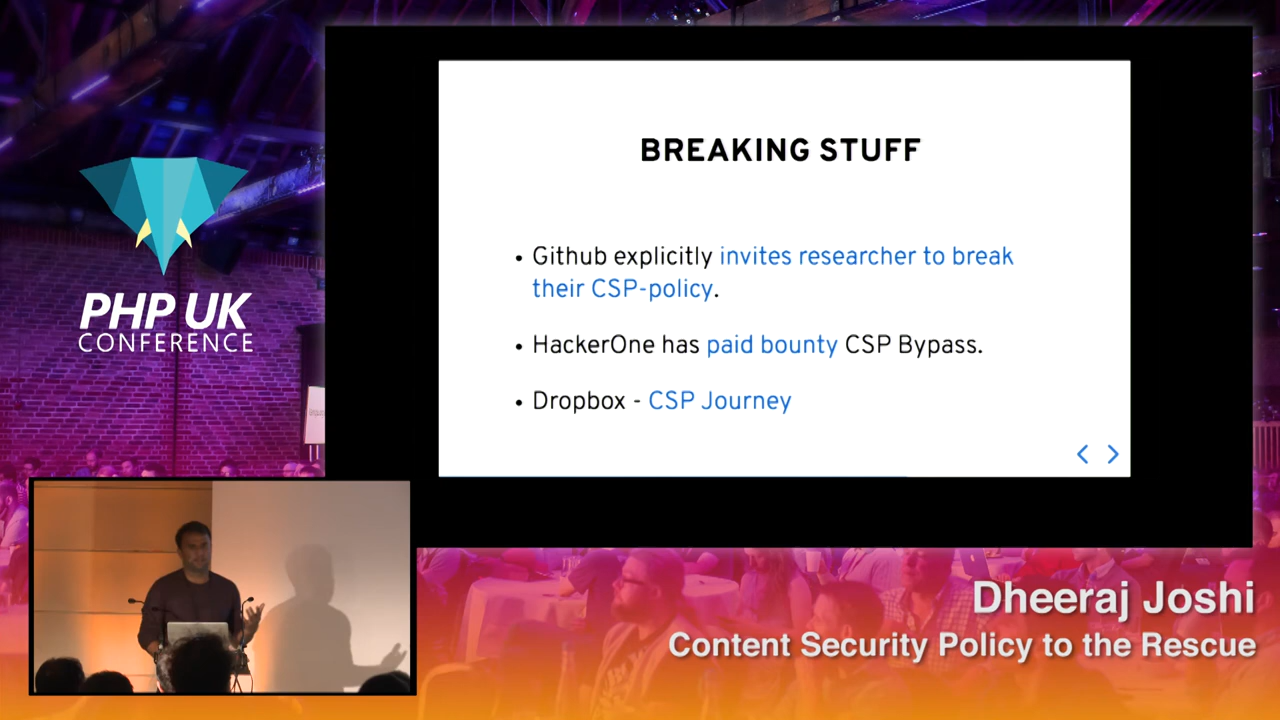 BREAKING STUFF
• Github explicitly invites researcher to break
their CSP-policy.
• HackerOne has paid bounty CSP Bypass.
• Dropbox - CSP Journey
PHP UK
CONFERENCE
Dheeraj Joshi
Content Security Policy to the Rescue